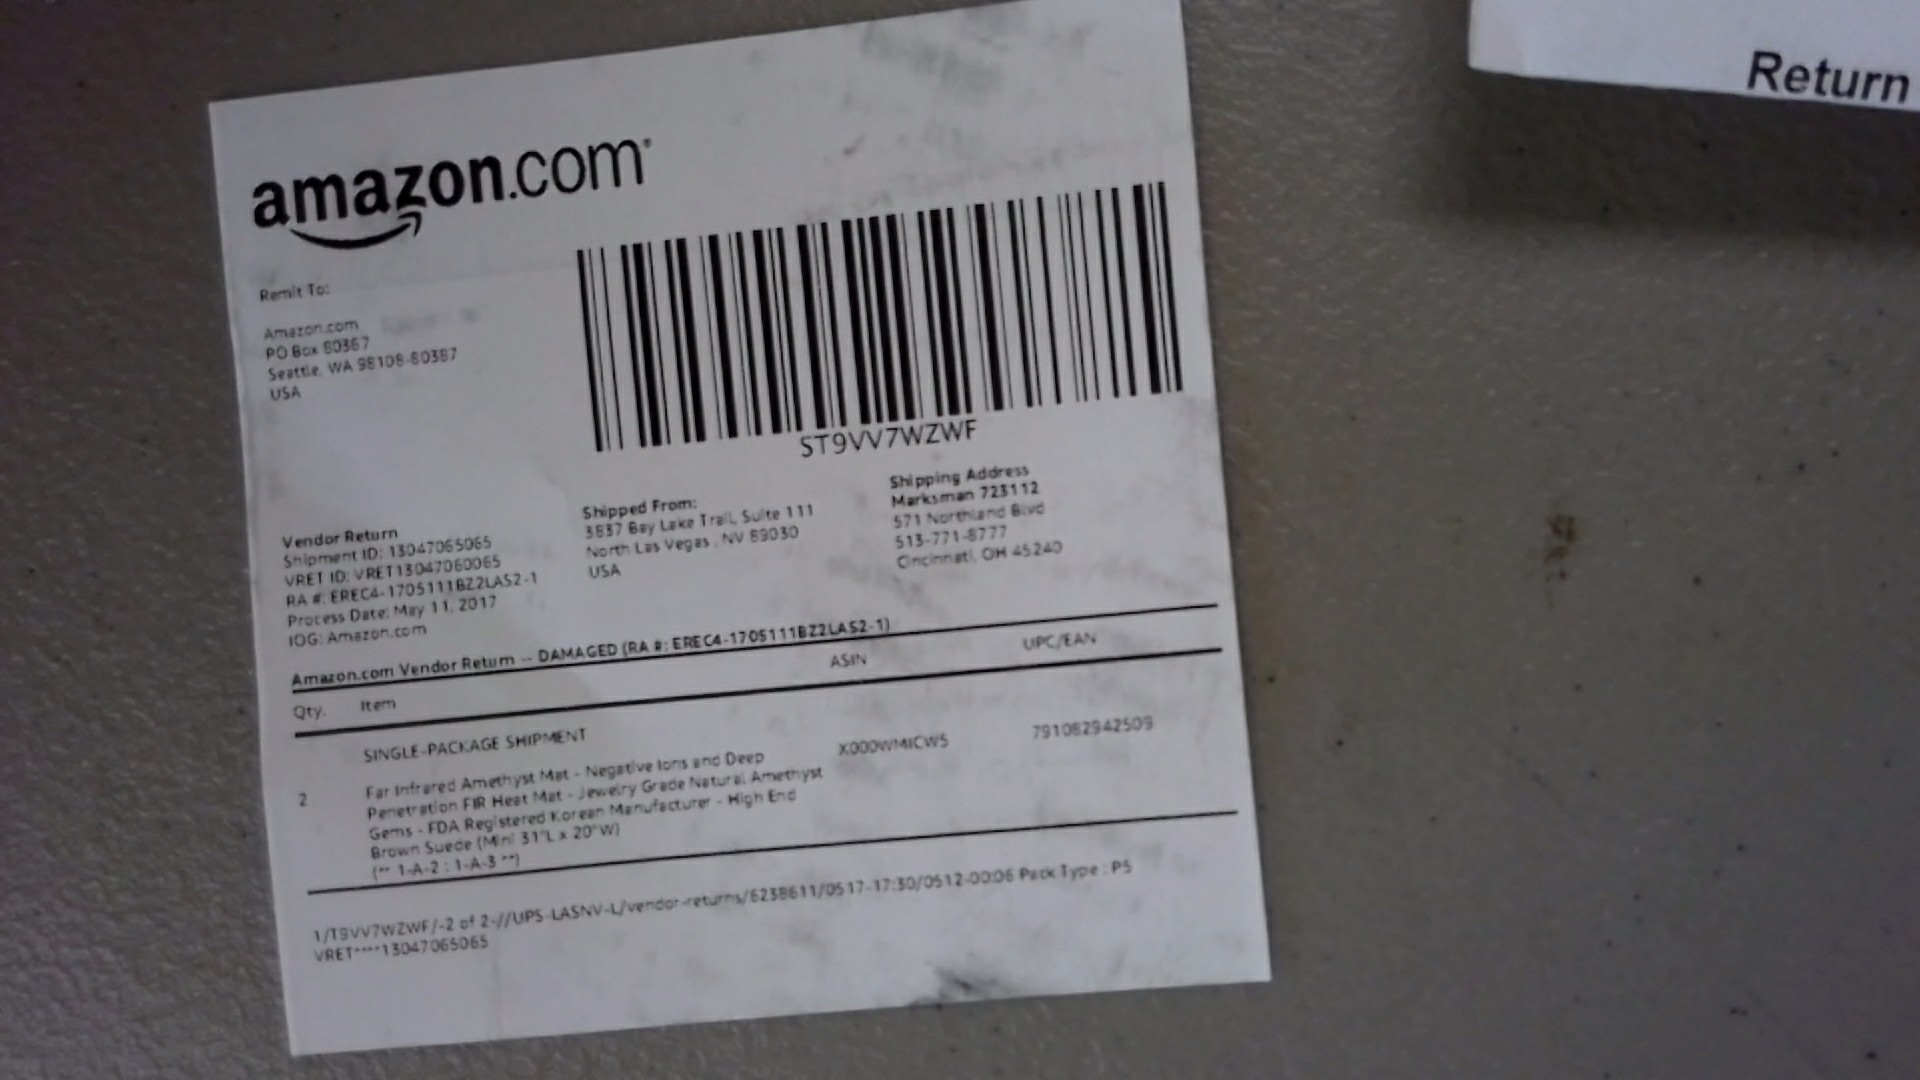 Return
amazon.com
Remit To:
Amazon.com
PO Box 80387
Seattle, WA 98108-80387
USA
ST9VV7WZWF
Vendor Return
Shipment ID: 13047065065
VRET ID: VRET13047060065
RA #: EREC4-1705111BZ2LAS2-1
Process Date: May 11, 2017
IOG: Amazon.com
Shipped From:
3837 Bay Lake Trail, Suite 111
North Las Vegas , NV 89030
USA
Shipping Address
Marksman 723112
571 Northland Blvd
513-771-8777
Cincinnati, OH 45240
Amazon.com Vendor Return -- DAMAGED (RA #: EREC4-1705111BZ2LAS2-1)
Qty. Item ASIN UPC/EAN
SINGLE-PACKAGE SHIPMENT
2 Far Infrared Amethyst Mat - Negative Ions and Deep X000WMICW5 791082942509
Penetration FIR Heat Mat - Jewelry Grade Natural Amethyst
Gems - FDA Registered Korean Manufacturer - High End
Brown Suede (Mini 31"L x 20"W)
(** 1-A-2 : 1-A-3 **)
1/T9VV7WZWF/-2 of 2-//UPS-LASNV-L/vendor-returns/6238611/0517-17:30/0512-00:06 Pack Type : P5
VRET****13047065065